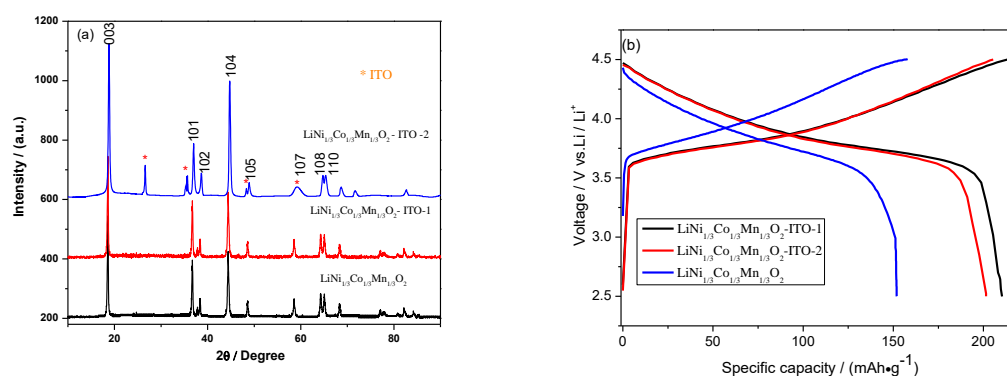 (a)
1200
1000
800
600
400
200
Intensity / (a.u.)
003
104
* ITO
LiNi1/3Co1/3Mn1/3O2- ITO -2
101
102
*
*
*
105
*
107
108
110
LiNi1/3Co1/3Mn1/3O2- ITO-1
LiNi1/3Co1/3Mn1/3O2
20 40 60 80
2θ / Degree
(b)
4.5
4.0
3.5
3.0
2.5
Voltage / V vs.Li / Li+
LiNi1/3Co1/3Mn1/3O2-ITO-1
LiNi1/3Co1/3Mn1/3O2-ITO-2
LiNi1/3Co1/3Mn1/3O2
0 50 100 150 200
Specific capacity / (mAh•g-1)